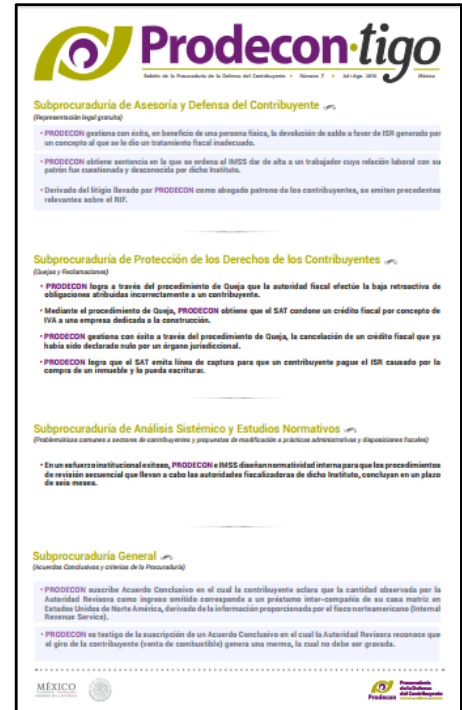 Prodecon·tigo
Boletín de la Procuraduría de la Defensa del Contribuyente • Número 7 • Jul-Ago 2016 México
Subprocuraduría de Asesoría y Defensa del Contribuyente
(Representación legal gratuita)
• PRODECON gestiona con éxito, en beneficio de una persona física, la devolución de saldo a favor de ISR generado por
un concepto al que se le dio un tratamiento fiscal inadecuado.
• PRODECON obtiene sentencia en la que se ordena al IMSS dar de alta a un trabajador cuya relación laboral con su
patrón fue cuestionada y desconocida por dicho Instituto.
• Derivado del litigio llevado por PRODECON como abogado patrono de los contribuyentes, se emiten precedentes
relevantes sobre el RIF.
Subprocuraduría de Protección de los Derechos de los Contribuyentes
(Quejas y Reclamaciones)
• PRODECON logra a través del procedimiento de Queja que la autoridad fiscal efectúe la baja retroactiva de
obligaciones atribuidas incorrectamente a un contribuyente.
• Mediante el procedimiento de Queja, PRODECON obtiene que el SAT condone un crédito fiscal por concepto de
IVA a una empresa dedicada a la construcción.
• PRODECON gestiona con éxito a través del procedimiento de Queja, la cancelación de un crédito fiscal que ya
había sido declarado nulo por un órgano jurisdiccional.
• PRODECON logra que el SAT emita línea de captura para que un contribuyente pague el ISR causado por la
compra de un inmueble y lo pueda escriturar.
Subprocuraduría de Análisis Sistémico y Estudios Normativos
(Problemáticas comunes a sectores de contribuyentes y propuestas de modificación a prácticas administrativas y disposiciones fiscales)
• En un esfuerzo institucional exitoso, PRODECON e IMSS diseñan normatividad interna para que los procedimientos
de revisión secuencial que llevan a cabo las autoridades fiscalizadoras de dicho Instituto, concluyan en un plazo
de seis meses.
Subprocuraduría General
(Acuerdos Conclusivos y criterios de la Procuraduría)
• PRODECON suscribe Acuerdo Conclusivo en el cual la contribuyente aclara que la cantidad observada por la
Autoridad Revisora como ingreso omitido corresponde a un préstamo inter-compañía de su casa matriz en
Estados Unidos de Norte América, derivado de la información proporcionada por el fisco norteamericano (Internal
Revenue Service).
• PRODECON es testigo de la suscripción de un Acuerdo Conclusivo en el cual la Autoridad Revisora reconoce que
el giro de la contribuyente (venta de combustible) genera una merma, la cual no debe ser gravada.
MÉXICO
Prodecon
Procuraduría
de la Defensa
del Contribuyente